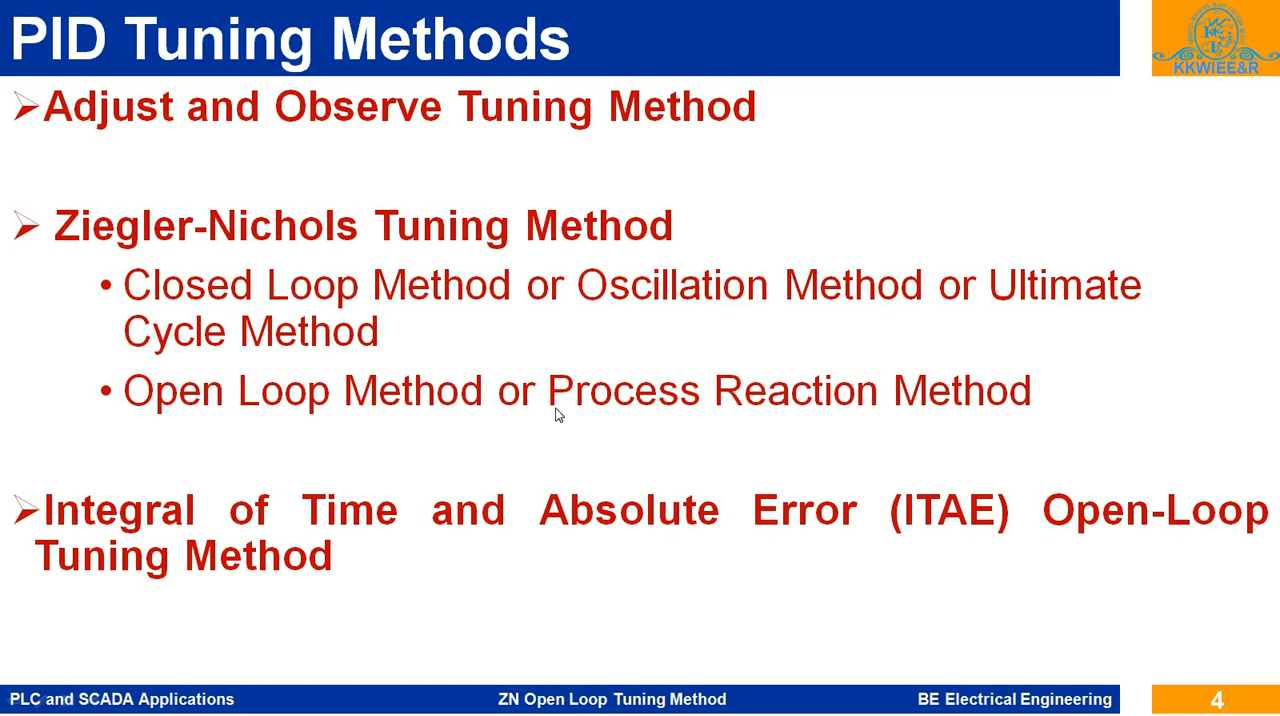 PID Tuning Methods
KKWIEE&R
➢Adjust and Observe Tuning Method
➢ Ziegler-Nichols Tuning Method
• Closed Loop Method or Oscillation Method or Ultimate
Cycle Method
• Open Loop Method or Process Reaction Method
➢Integral of Time and Absolute Error (ITAE) Open-Loop
Tuning Method
PLC and SCADA Applications
ZN Open Loop Tuning Method
BE Electrical Engineering
4